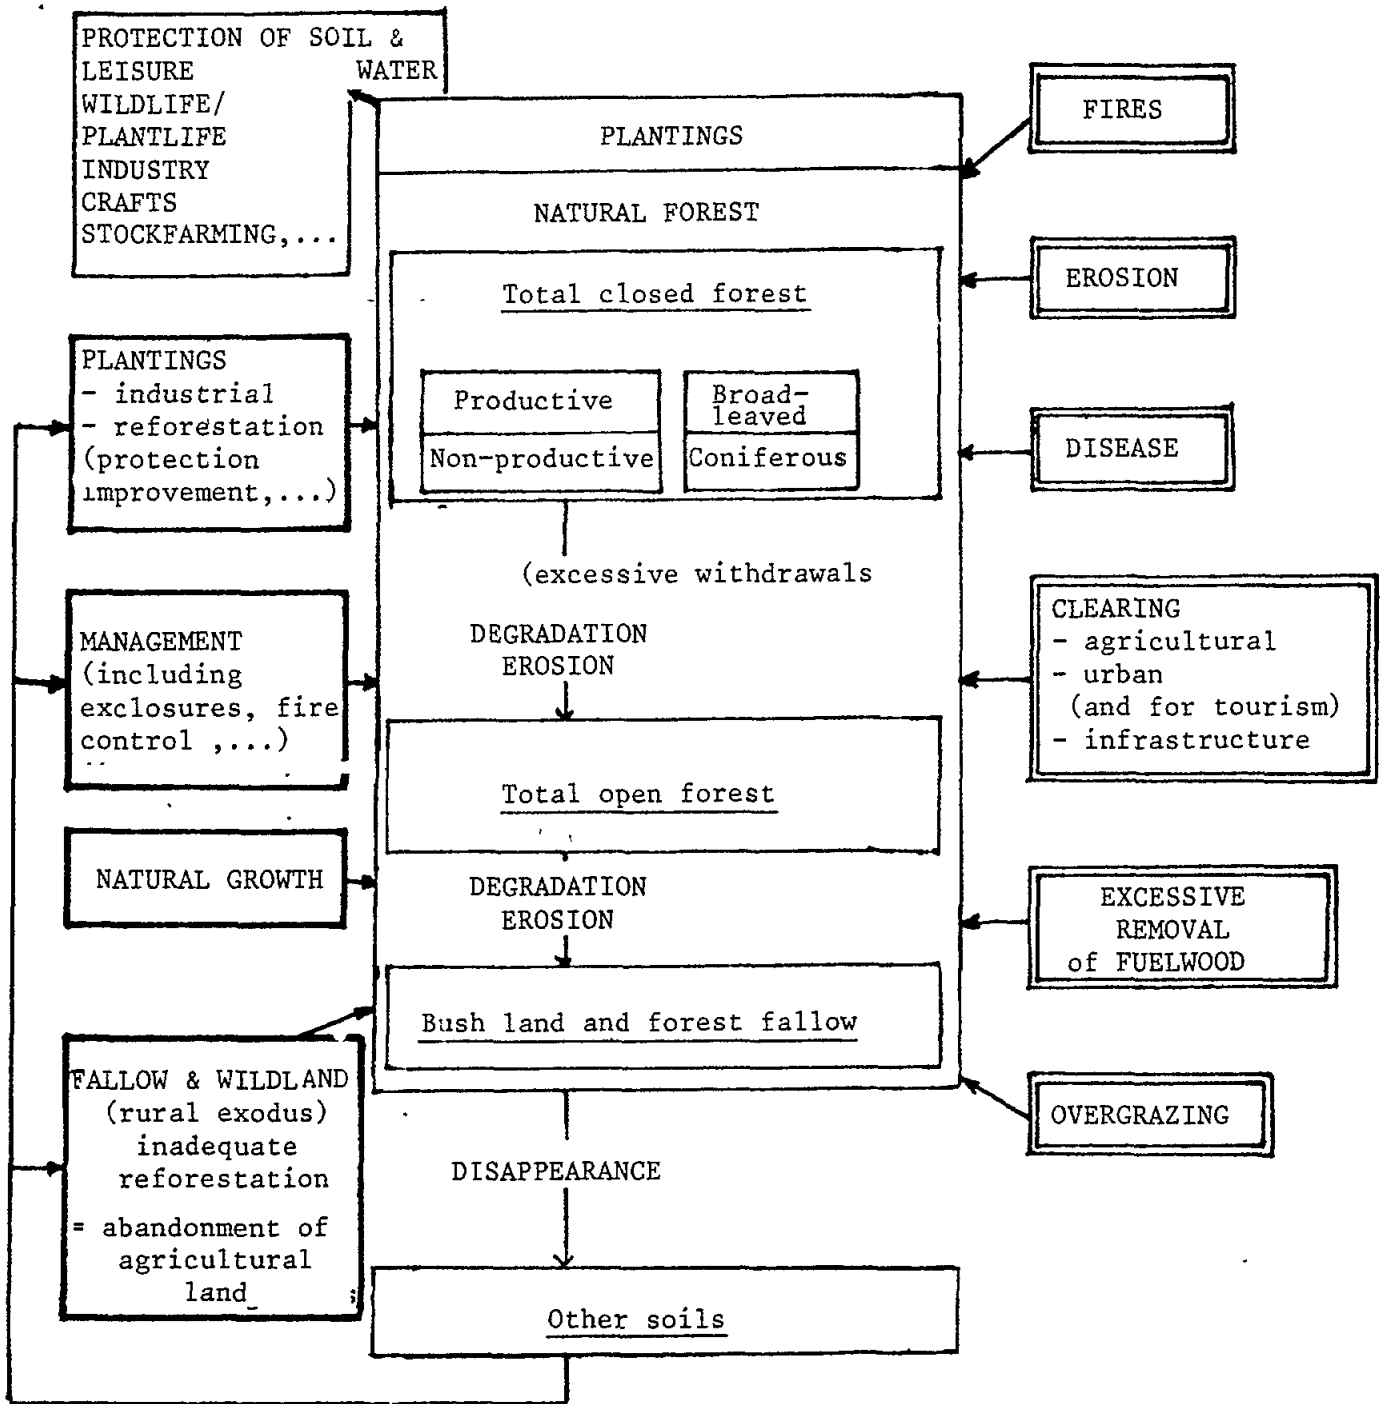 PROTECTION OF SOIL &
LEISURE WATER
WILDLIFE/
PLANTLIFE
INDUSTRY
CRAFTS
STOCKFARMING,...
PLANTINGS
- industrial
- reforestation
(protection
improvement,...)
MANAGEMENT
(including
exclosures, fire
control ,...)
NATURAL GROWTH
FALLOW & WILDLAND
(rural exodus)
inadequate
reforestation
= abandonment of
agricultural
land
PLANTINGS
NATURAL FOREST
Total closed forest
Productive
Non-productive
Broad-
leaved
Coniferous
(excessive withdrawals
DEGRADATION
EROSION
Total open forest
DEGRADATION
EROSION
Bush land and forest fallow
DISAPPEARANCE
Other soils
FIRES
EROSION
DISEASE
CLEARING
- agricultural
- urban
(and for tourism)
- infrastructure
EXCESSIVE
REMOVAL
of FUELWOOD
OVERGRAZING